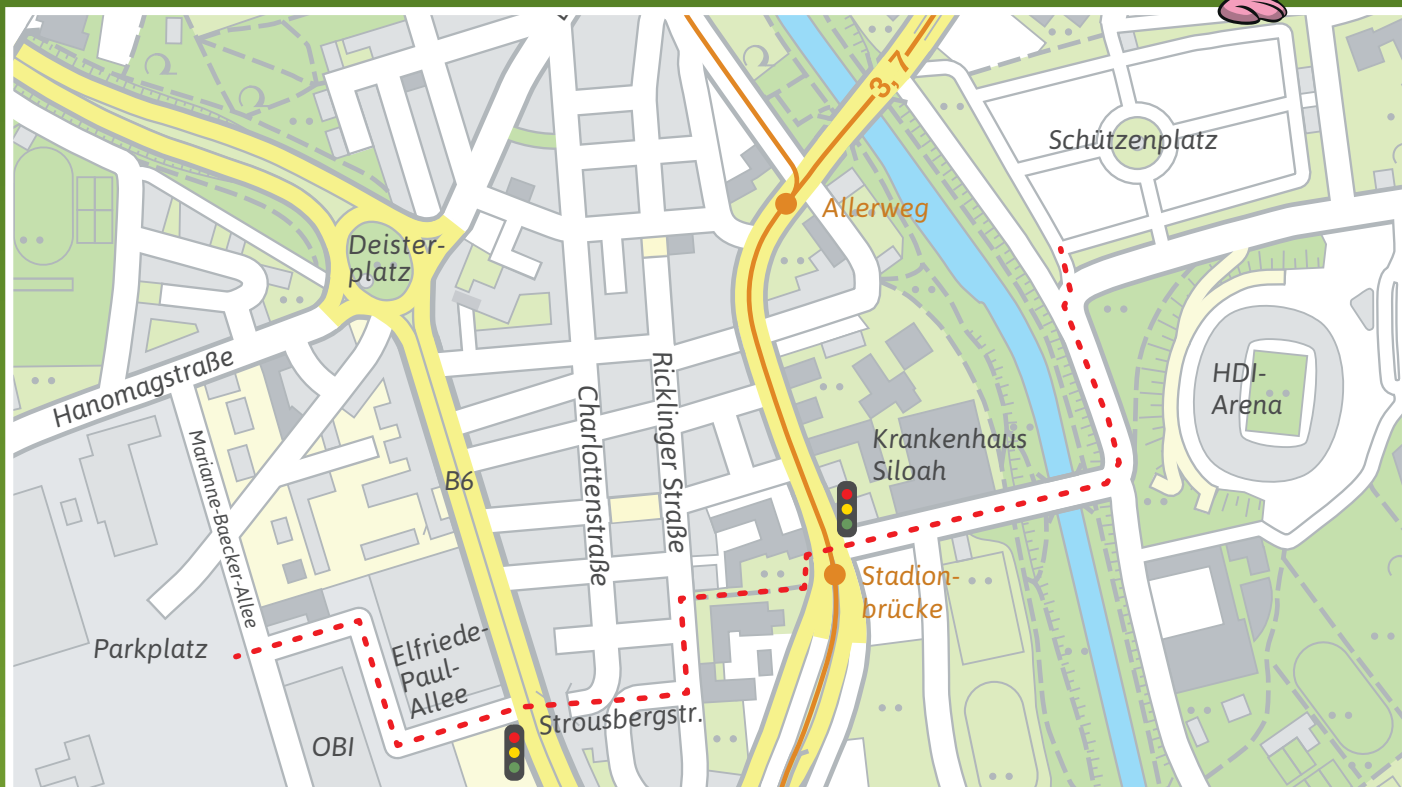 3, 7
Schützenplatz
Allerweg
Deister-
platz
Hanomagstraße
HDI-
Arena
Ricklinger Straße
Charlottenstraße
Marianne-Baecker-Allee
B6
Krankenhaus
Siloah
Stadion-
brücke
Parkplatz
Elfriede-
Paul-
Allee
Strousbergstr.
OBI